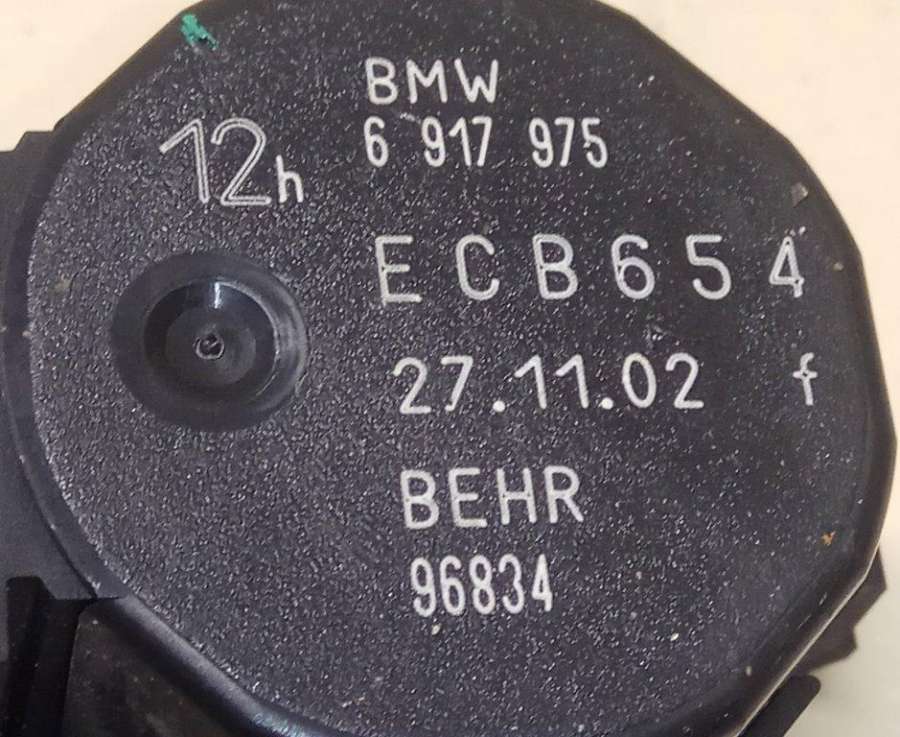 BMW
12h 6 917 975
ECB654
27.11.02 f
BEHR
96834